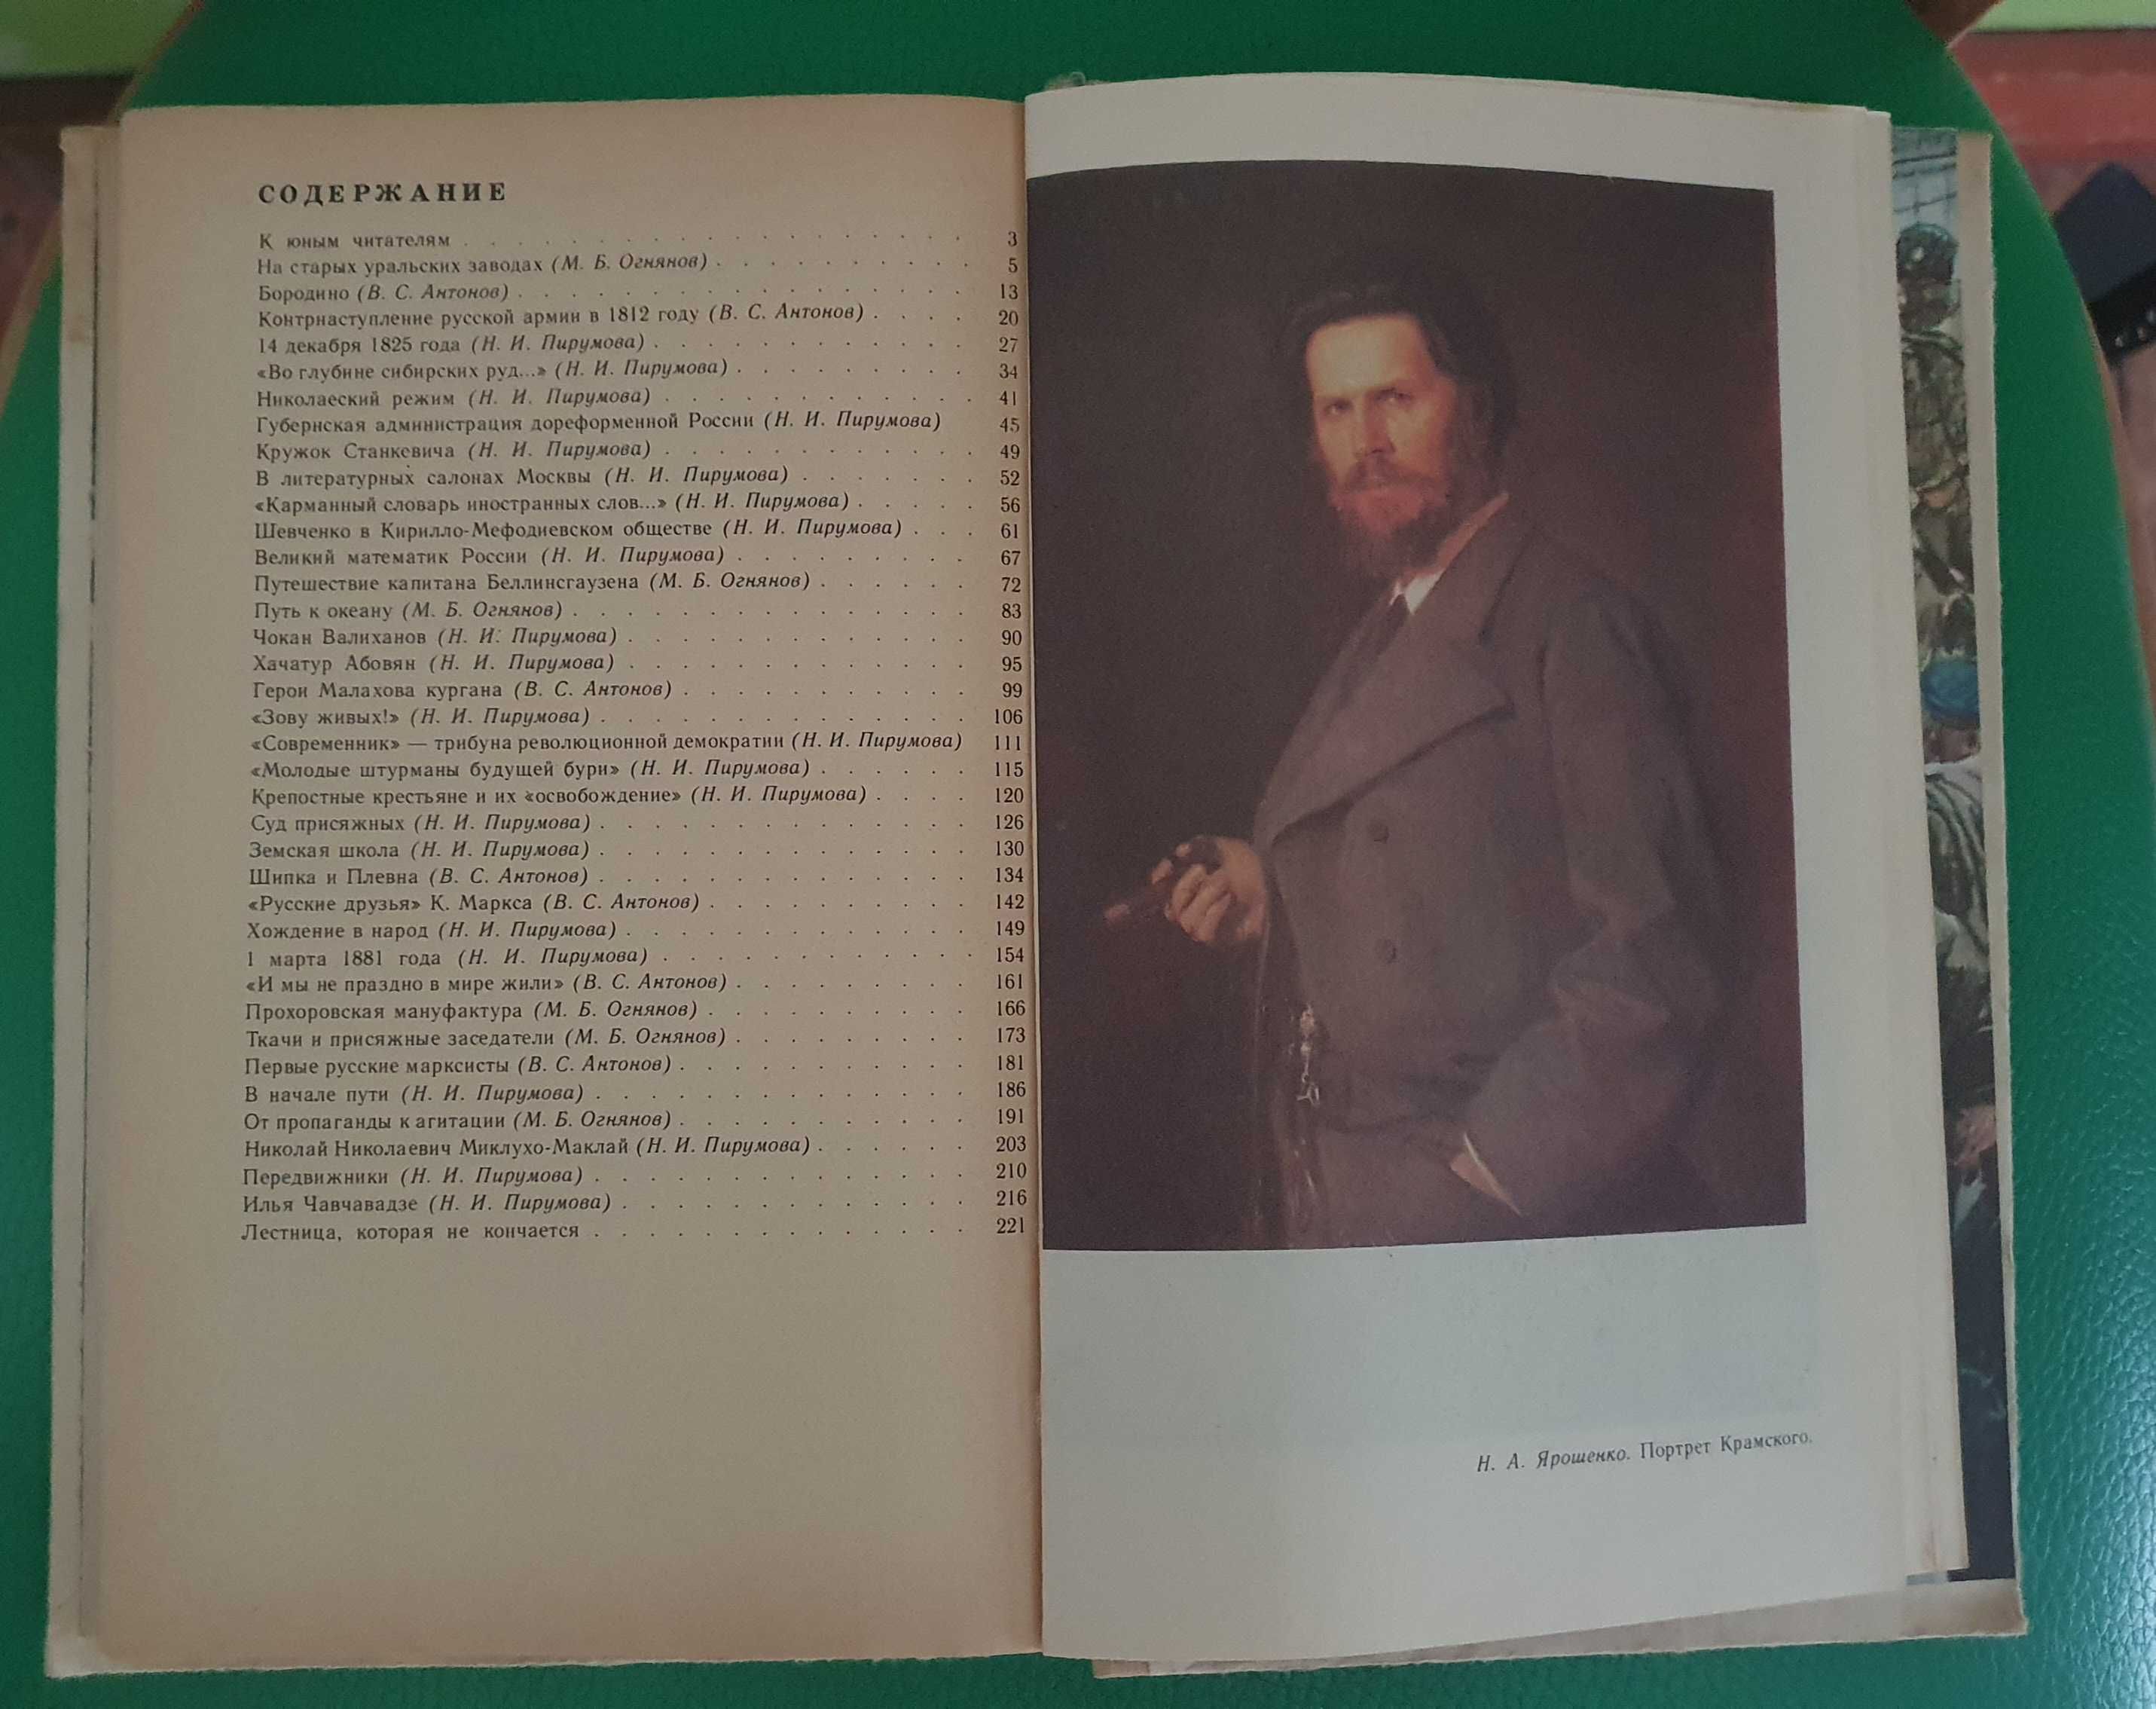 СОДЕРЖАНИЕ
К юным читателям . . . . . . . . . . . . . . . . . . . 3
На старых уральских заводах (М. Б. Огнянов) . . . . . . . . . . 5
Бородино (В. С. Антонов) . . . . . . . . . . . . . . . . . 13
Контрнаступление русской армии в 1812 году (В. С. Антонов) . . . . 20
14 декабря 1825 года (Н. И. Пирумова) . . . . . . . . . . . . 27
«Во глубине сибирских руд...» (Н. И. Пирумова) . . . . . . . . . 34
Николаеский режим (Н. И. Пирумова) . . . . . . . . . . . . 41
Губернская администрация дореформенной России (Н. И. Пирумова) 45
Кружок Станкевича (Н. И. Пирумова) . . . . . . . . . . . . 49
В литературных салонах Москвы (Н. И. Пирумова) . . . . . . . 52
«Карманный словарь иностранных слов...» (Н. И. Пирумова) . . . . . 56
Шевченко в Кирилло-Мефодиевском обществе (Н. И. Пирумова) . . . 61
Великий математик России (Н. И. Пирумова) . . . . . . . . . 67
Путешествие капитана Беллинсгаузена (М. Б. Огнянов) . . . . . . 72
Путь к океану (М. Б. Огнянов) . . . . . . . . . . . . . . . 83
Чокан Валиханов (Н. И. Пирумова) . . . . . . . . . . . . . 90
Хачатур Абовян (Н. И. Пирумова) . . . . . . . . . . . . . 95
Герои Малахова кургана (В. С. Антонов) . . . . . . . . . . . 99
«Зову живых!» (Н. И. Пирумова) . . . . . . . . . . . . . . 106
«Современник» — трибуна революционной демократии (Н. И. Пирумова) 111
«Молодые штурманы будущей бури» (Н. И. Пирумова) . . . . . . 115
Крепостные крестьяне и их «освобождение» (Н. И. Пирумова) . . . . 120
Суд присяжных (Н. И. Пирумова) . . . . . . . . . . . . . . 126
Земская школа (Н. И. Пирумова) . . . . . . . . . . . . . . 130
Шипка и Плевна (В. С. Антонов) . . . . . . . . . . . . . . 134
«Русские друзья» К. Маркса (В. С. Антонов) . . . . . . . . . . 142
Хождение в народ (Н. И. Пирумова) . . . . . . . . . . . . . 149
1 марта 1881 года (Н. И. Пирумова) . . . . . . . . . . . . 154
«И мы не праздно в мире жили» (В. С. Антонов) . . . . . . . . . 161
Прохоровская мануфактура (М. Б. Огнянов) . . . . . . . . . . 166
Ткачи и присяжные заседатели (М. Б. Огнянов) . . . . . . . . . 173
Первые русские марксисты (В. С. Антонов) . . . . . . . . . . . 181
В начале пути (Н. И. Пирумова) . . . . . . . . . . . . . . 186
От пропаганды к агитации (М. Б. Огнянов) . . . . . . . . . . . 191
Николай Николаевич Миклухо-Маклай (Н. И. Пирумова) . . . . . . 203
Передвижники (Н. И. Пирумова) . . . . . . . . . . . . . . 210
Илья Чавчавадзе (Н. И. Пирумова) . . . . . . . . . . . . . 216
Лестница, которая не кончается . . . . . . . . . . . . . . 221
Н. А. Ярошенко. Портрет Крамского.